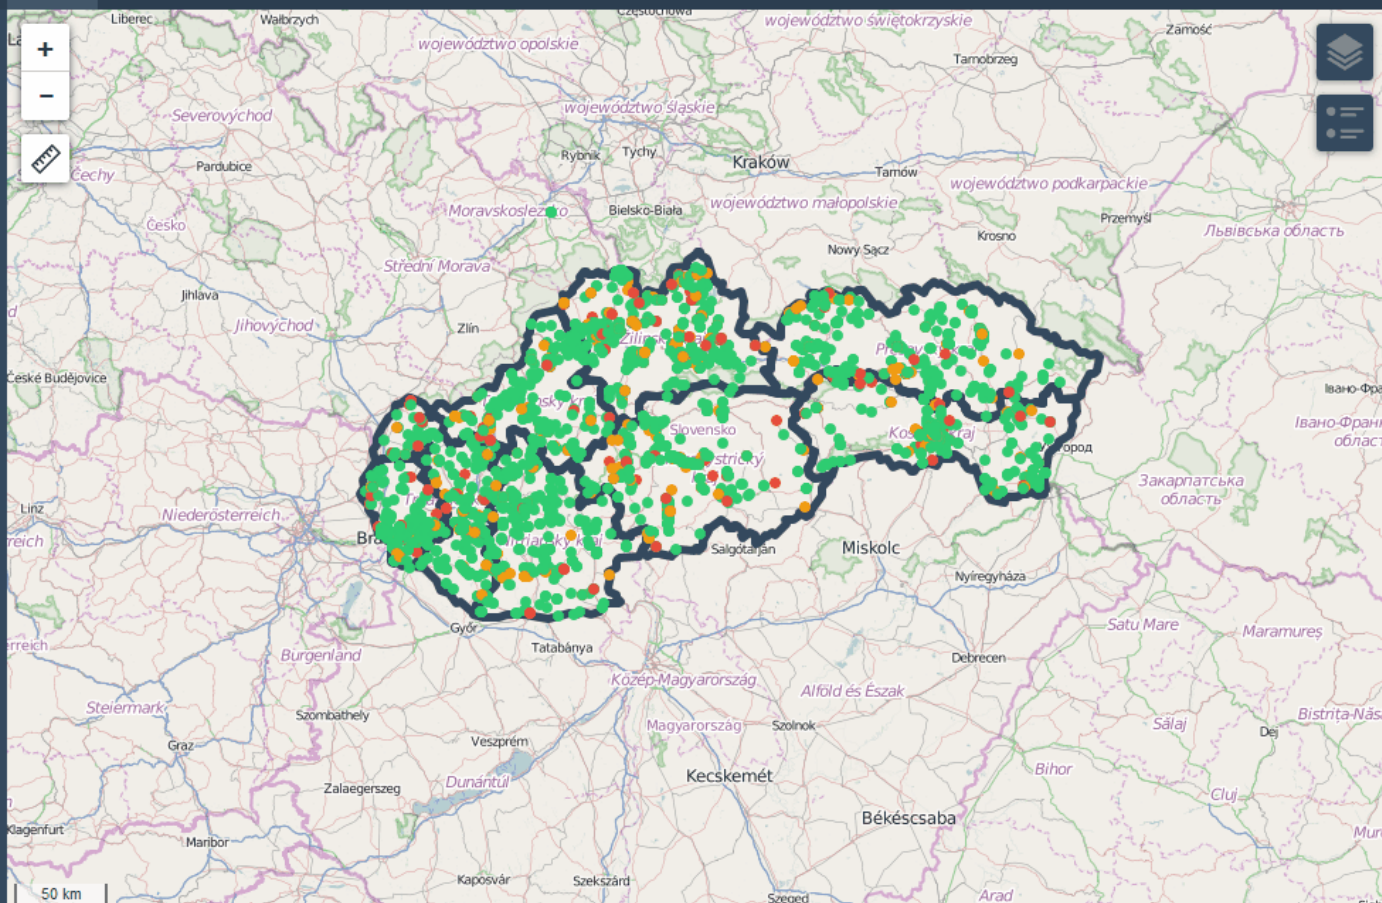 Liberec
Wałbrzych
województwo świętokrzyskie
Zamość
województwo opolskie
Tarnobrzeg
+
−
województwo śląskie
Severovýchod
Rybnik
Tychy
Kraków
Pardubice
Tarnów
województwo podkarpackie
województwo małopolskie
Bielsko-Biała
Przemyśl
Česko
Львівська область
Krosno
Nowy Sącz
Střední Morava
Jihlava
Jihovýchod
Zlín
České Budějovice
Slovensko
Закарпатська
область
Linz
Niederösterreich
Salgótarján
Miskolc
Nyíregyháza
Győr
Satu Mare
Maramureș
Tatabánya
Burgenland
Debrecen
Közép-Magyarország
Alföld és Észak
Steiermark
Szombathely
Magyarország
Szolnok
Sălaj
Dej
Graz
Veszprém
Bihor
Dunántúl
Kecskemét
Zalaegerszeg
Cluj
Békéscsaba
Klagenfurt
Maribor
Kaposvár
Szekszárd
50 km
Szeged
Arad